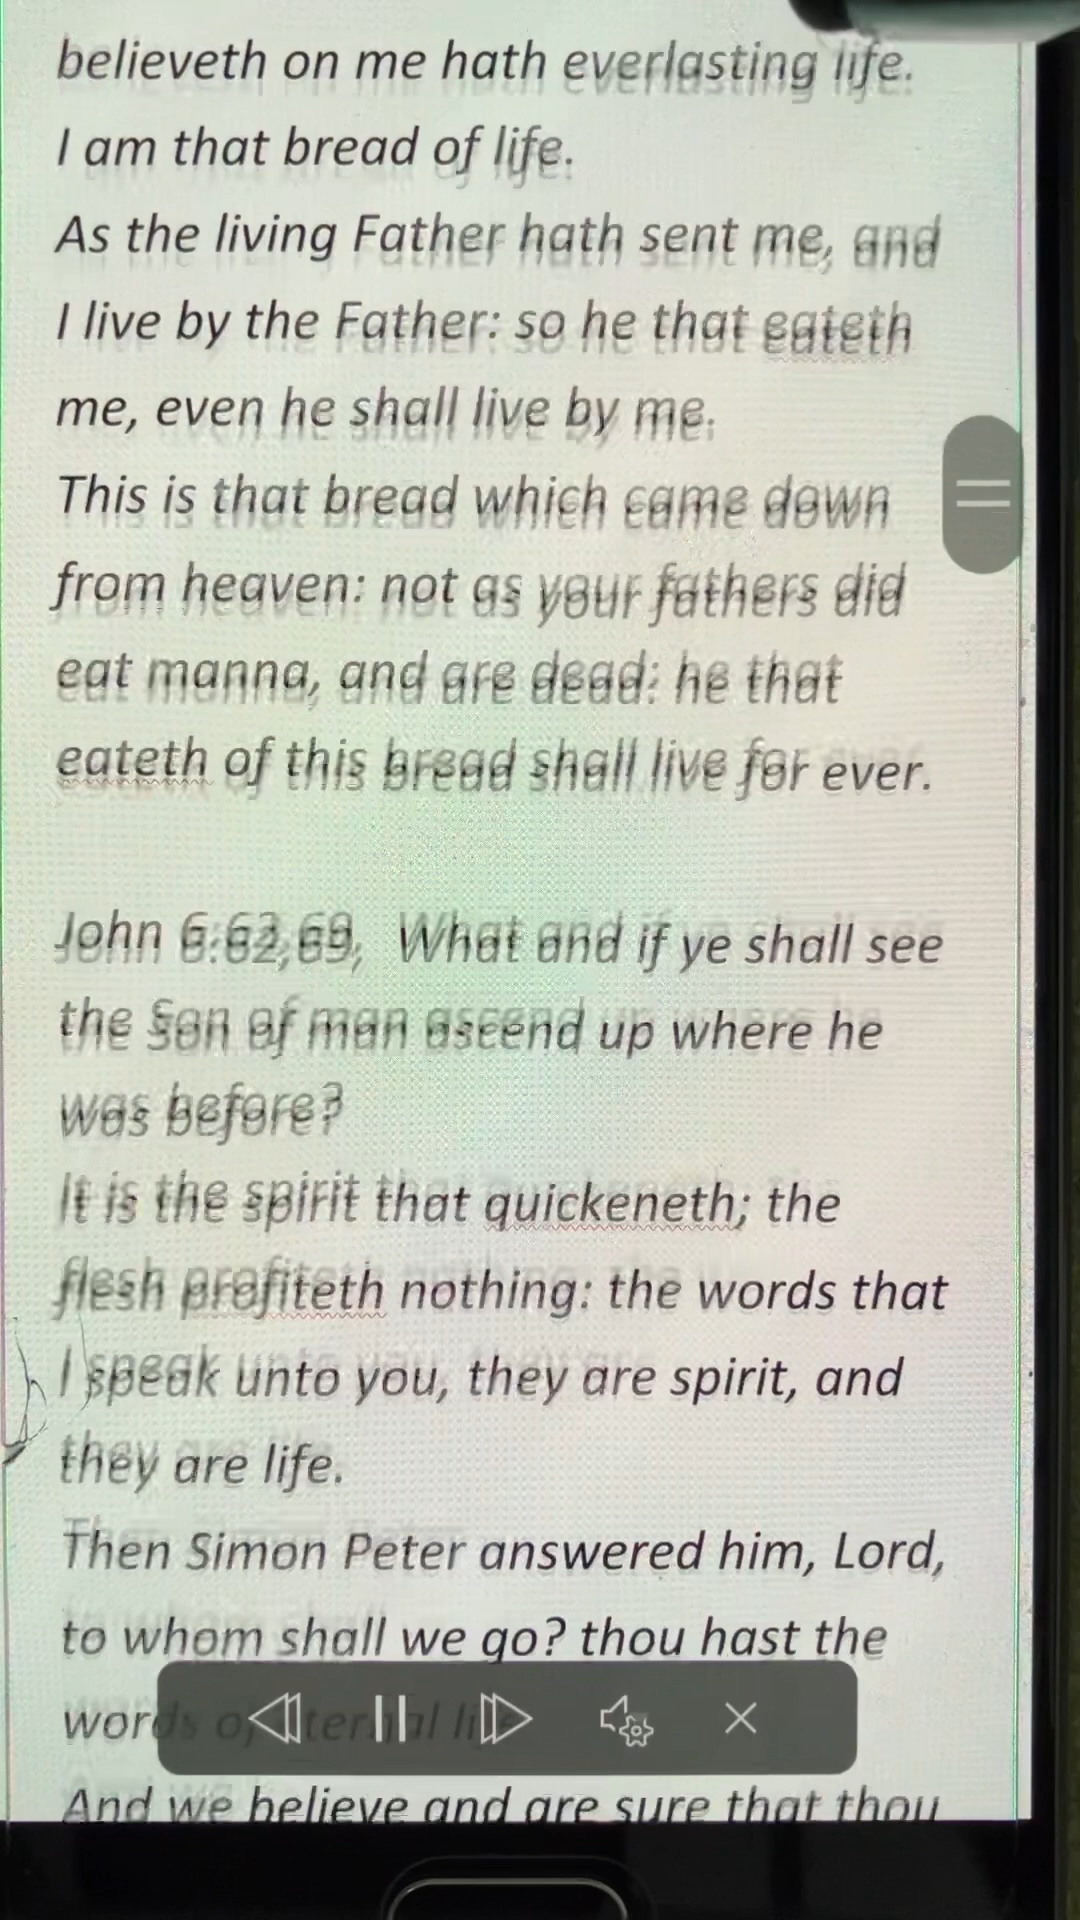 believeth on me hath everlasting life.
I am that bread of life.
As the living Father hath sent me, and
I live by the Father: so he that eateth
me, even he shall live by me.
This is that bread which came down
from heaven: not as your fathers did
eat manna, and are dead: he that
eateth of this bread shall live for ever.
John 6:62,69, What and if ye shall see
the Son of man ascend up where he
was before?
It is the spirit that quickeneth; the
flesh profiteth nothing: the words that
I speak unto you, they are spirit, and
they are life.
Then Simon Peter answered him, Lord,
to whom shall we go? thou hast the
words of eternal life
And we believe and are sure that thou